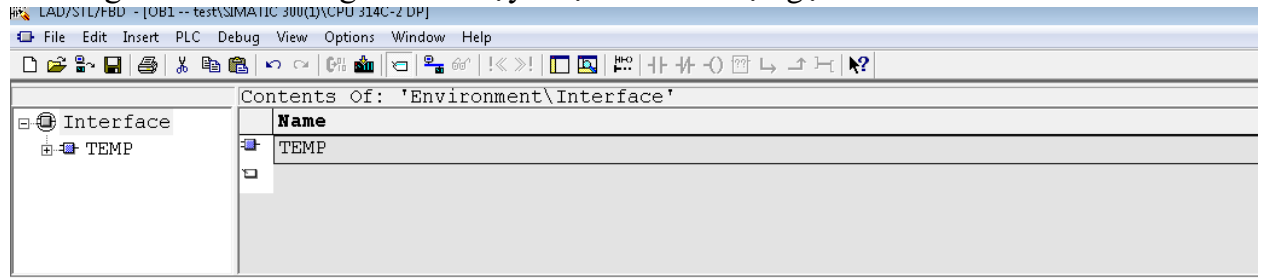 LAD/STL/FBD - [OB1 -- test\SIMATIC 300(1)\CPU 314C-2 DP]
File Edit Insert PLC Debug View Options Window Help
Contents Of: 'Environment\Interface'
Interface
Name
TEMP
TEMP